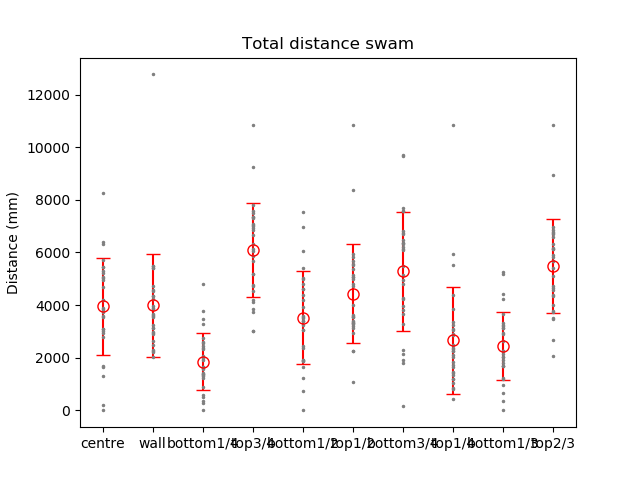 Total distance swam
Distance (mm)
12000
10000
8000
6000
4000
2000
0
centre wall bottom1/4 top3/4 bottom1/2 top1/2 bottom3/4 top1/4 bottom1/3 top2/3